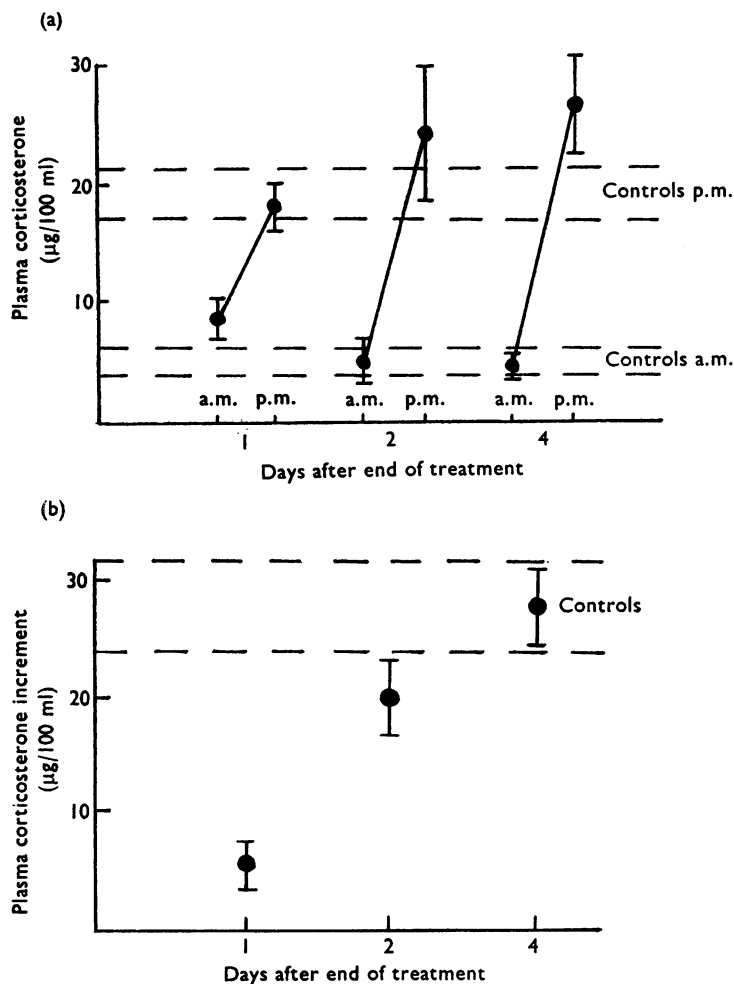 (a)
30
20
10
Plasma corticosterone
(µg/100 ml)
Controls p.m.
Controls a.m.
a.m. p.m. a.m. p.m. a.m. p.m.
1 2 4
Days after end of treatment
(b)
30
20
10
Plasma corticosterone increment
(µg/100 ml)
Controls
1 2 4
Days after end of treatment